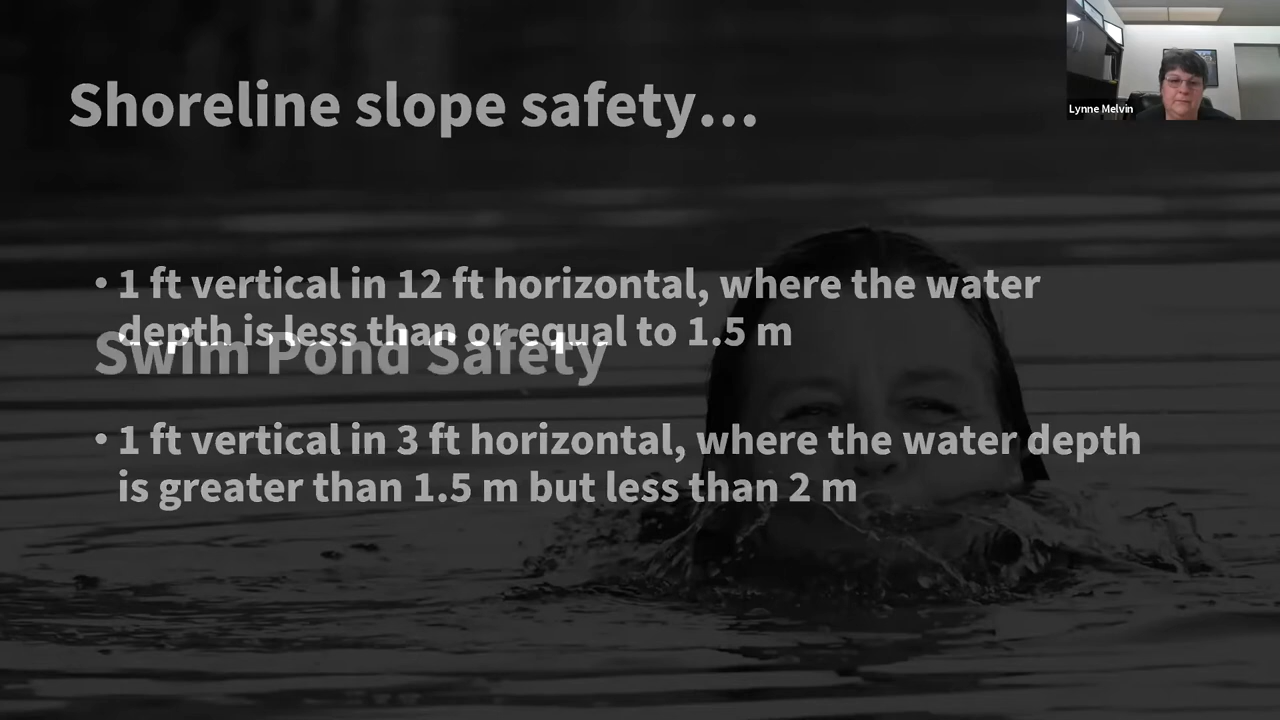 Shoreline slope safety…
Lynne Melvin
• 1 ft vertical in 12 ft horizontal, where the water
depth is less than or equal to 1.5 m
Swim Pond Safety
• 1 ft vertical in 3 ft horizontal, where the water depth
is greater than 1.5 m but less than 2 m